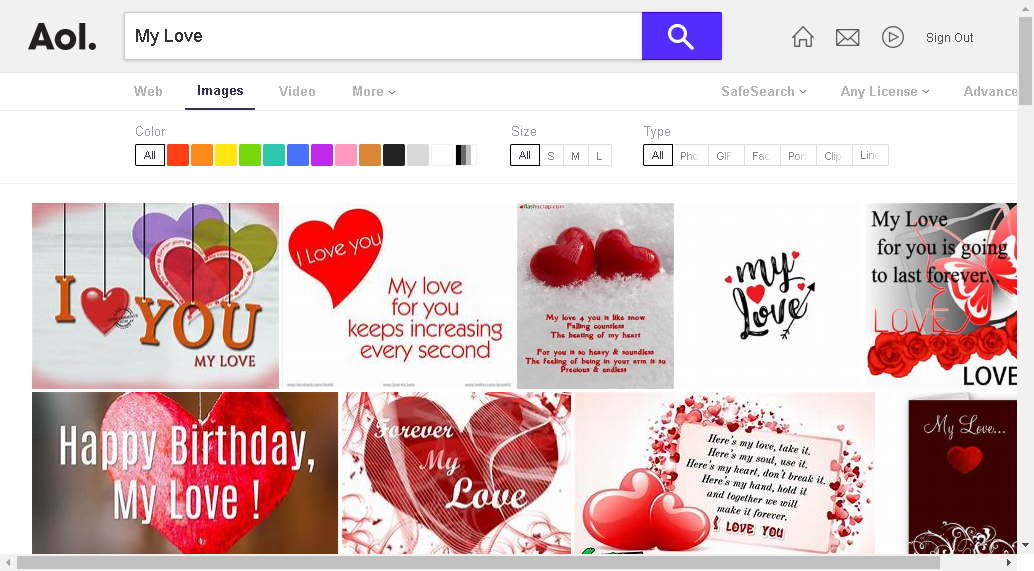 Aol.
My Love
Sign Out
Web
Images
Video
More
SafeSearch
Any License
Advance
Color
Size
Type
All
All
S
M
L
All
Pho
GIF
Fac
Por
Clip
Line
I
YOU
MY LOVE
I Love you
My love
for you
keeps increasing
every second
flashscrap.com
My love 4 you is like snow
Falling countless
The beating of my heart
For you is so heavy & soundless
The feeling of being in your arm is so
Precious & endless
my
Love
My Love
for you is going
to last forever...
LOVE
LOVE
Happy Birthday,
My Love !
Forever
My
Love
Here's my love, take it.
Here's my soul, use it.
Here's my heart, don't break it.
Here's my hand, hold it
and together we will
make it forever.
I LOVE YOU
My Love...